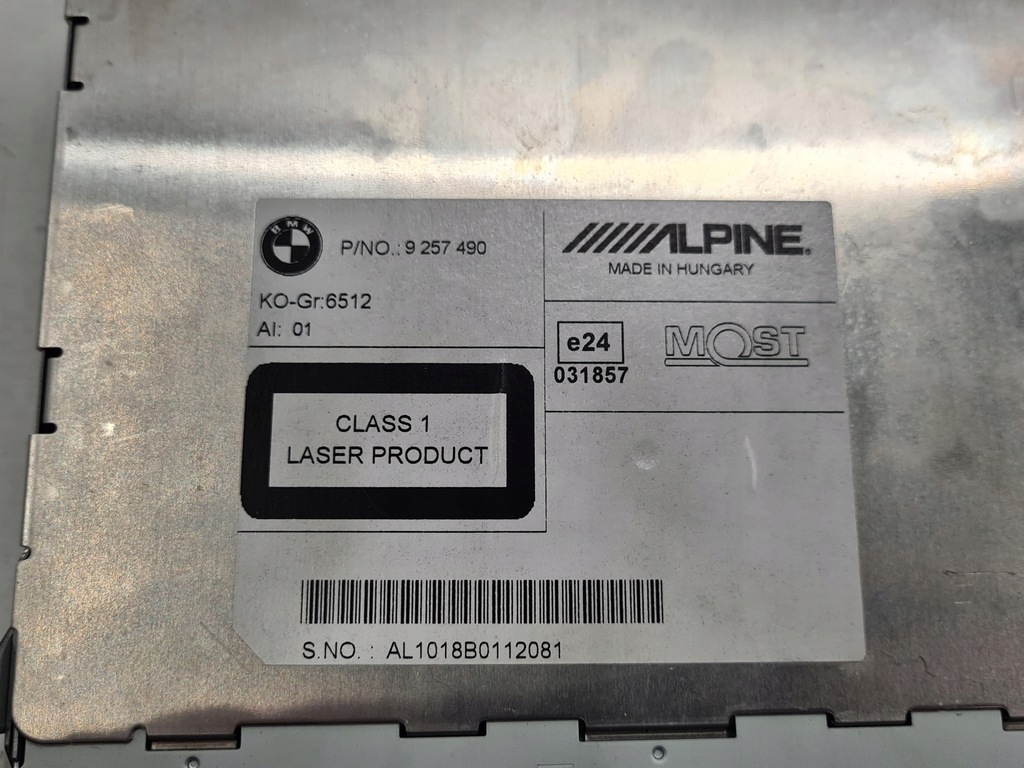 BMW
P/NO.: 9 257 490
KO-Gr:6512
AI: 01
ALPINE®
MADE IN HUNGARY
e24
031857
MOST
CLASS 1
LASER PRODUCT
S.NO. : AL1018B0112081